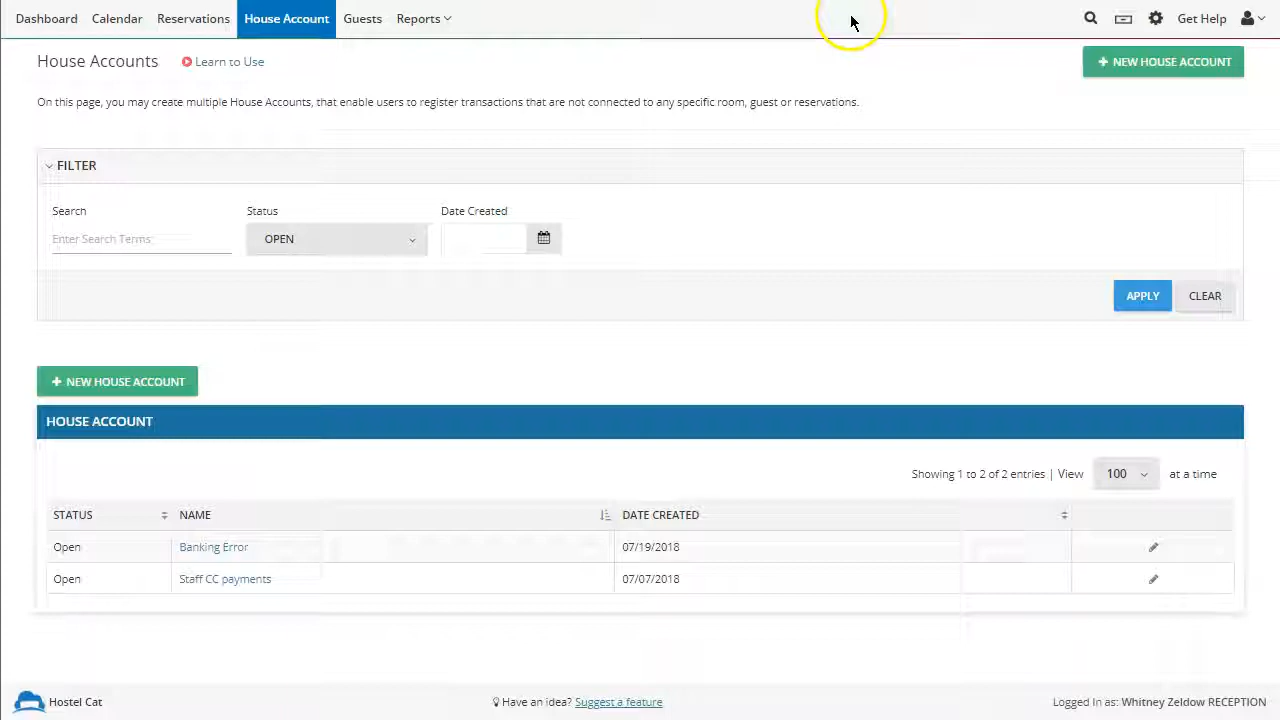 Dashboard Calendar Reservations House Account Guests Reports Get Help
House Accounts Learn to Use + NEW HOUSE ACCOUNT
On this page, you may create multiple House Accounts, that enable users to register transactions that are not connected to any specific room, guest or reservations.
FILTER
Search Status Date Created
Enter Search Terms: OPEN
APPLY CLEAR
+ NEW HOUSE ACCOUNT
HOUSE ACCOUNT
Showing 1 to 2 of 2 entries | View 100 at a time
STATUS NAME DATE CREATED
Open Banking Error 07/19/2018
Open Staff CC payments 07/07/2018
Hostel Cat Have an idea? Suggest a feature Logged In as: Whitney Zeldow RECEPTION